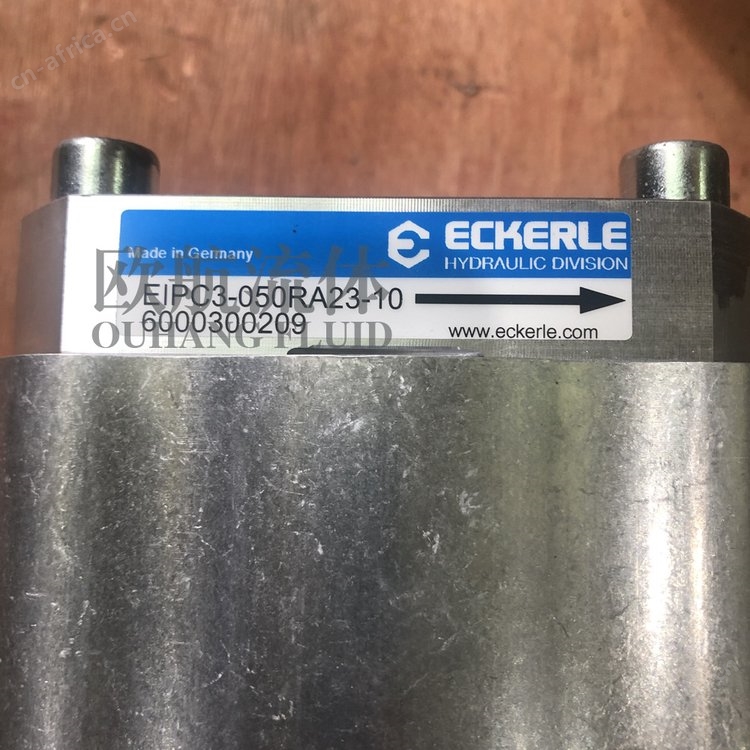 cn-africa.cn
ECKERLE
HYDRAULIC DIVISION
Made in Germany
欧航流体
EIPC3-050RA23-10
6000300209
OUHANG FLUID
www.eckerle.com